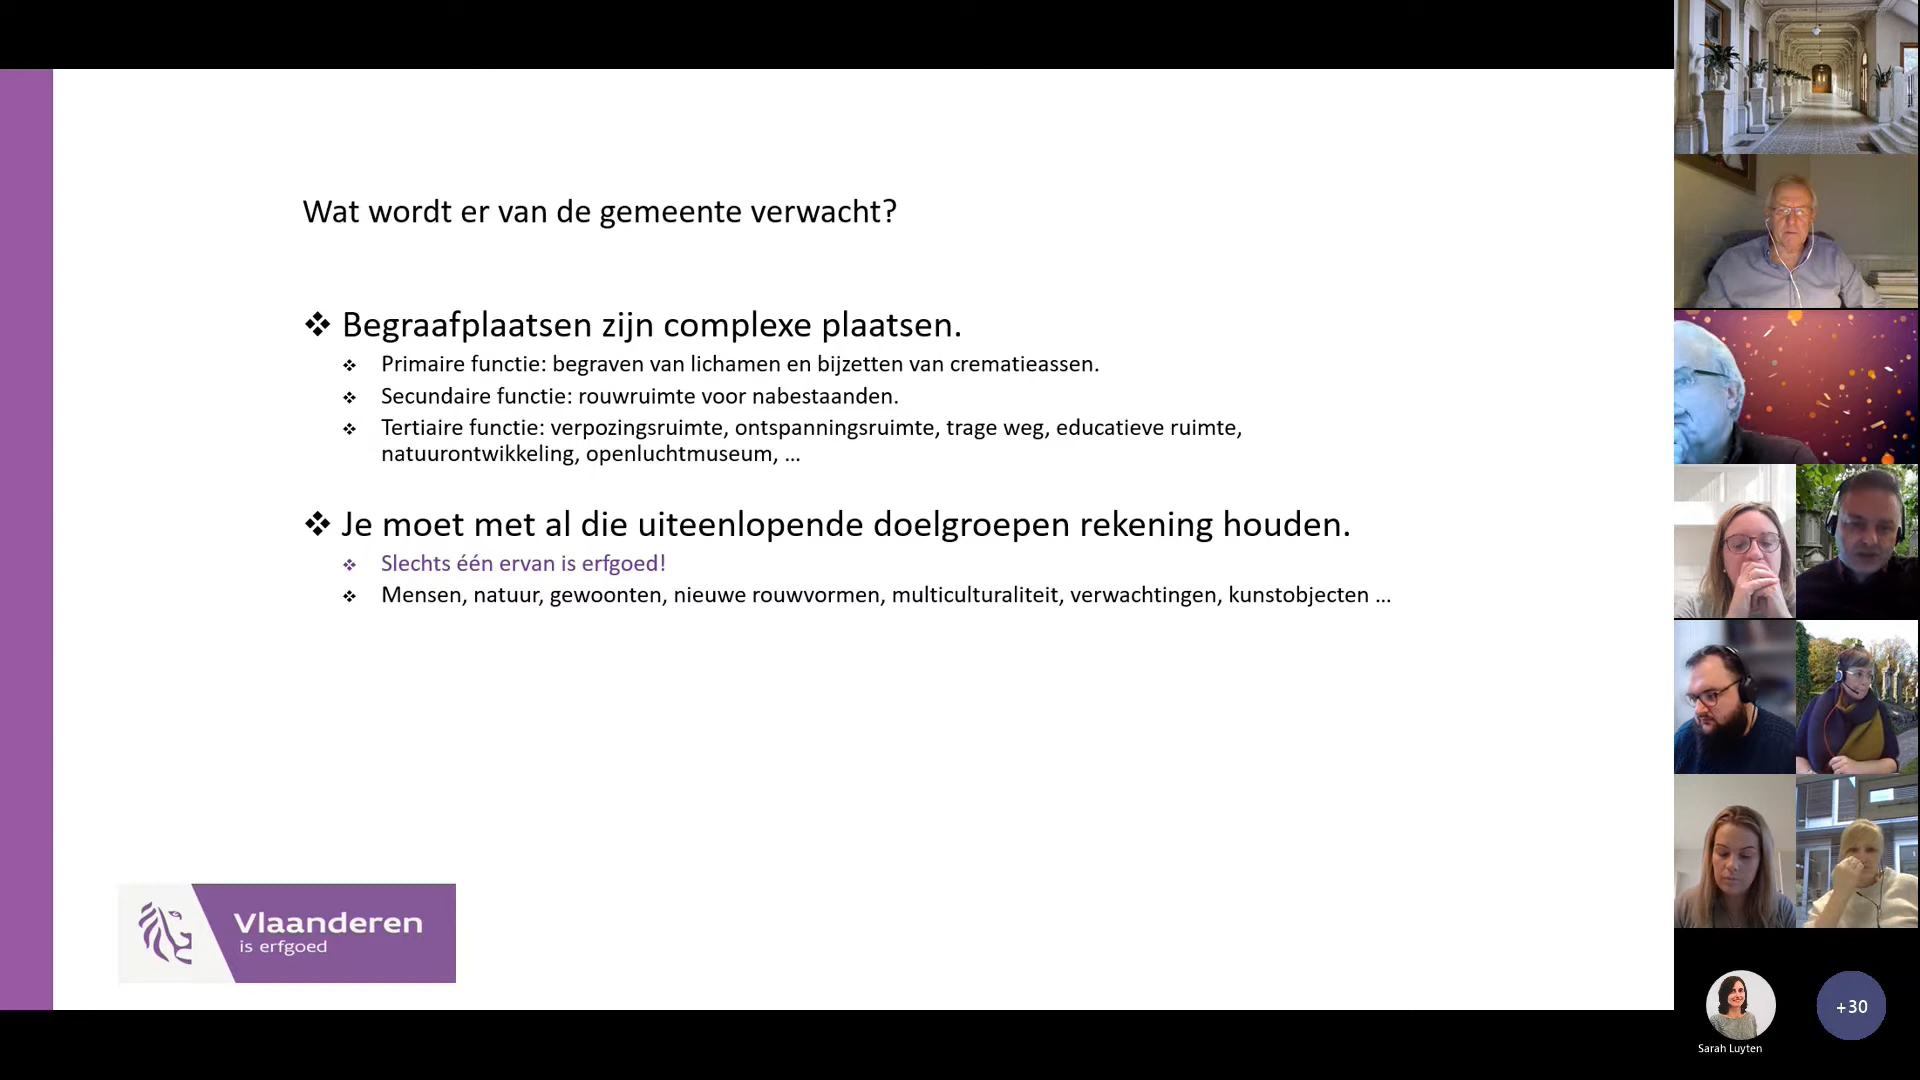 Wat wordt er van de gemeente verwacht?
❖ Begraafplaatsen zijn complexe plaatsen.
❖ Primaire functie: begraven van lichamen en bijzetten van crematieassen.
❖ Secundaire functie: rouwruimte voor nabestaanden.
❖ Tertiaire functie: verpozingsruimte, ontspanningsruimte, trage weg, educatieve ruimte,
natuurontwikkeling, openluchtmuseum, ...
❖ Je moet met al die uiteenlopende doelgroepen rekening houden.
❖ Slechts één ervan is erfgoed!
❖ Mensen, natuur, gewoonten, nieuwe rouwvormen, multiculturaliteit, verwachtingen, kunstobjecten ...
Vlaanderen
is erfgoed
+30
Sarah Luyten